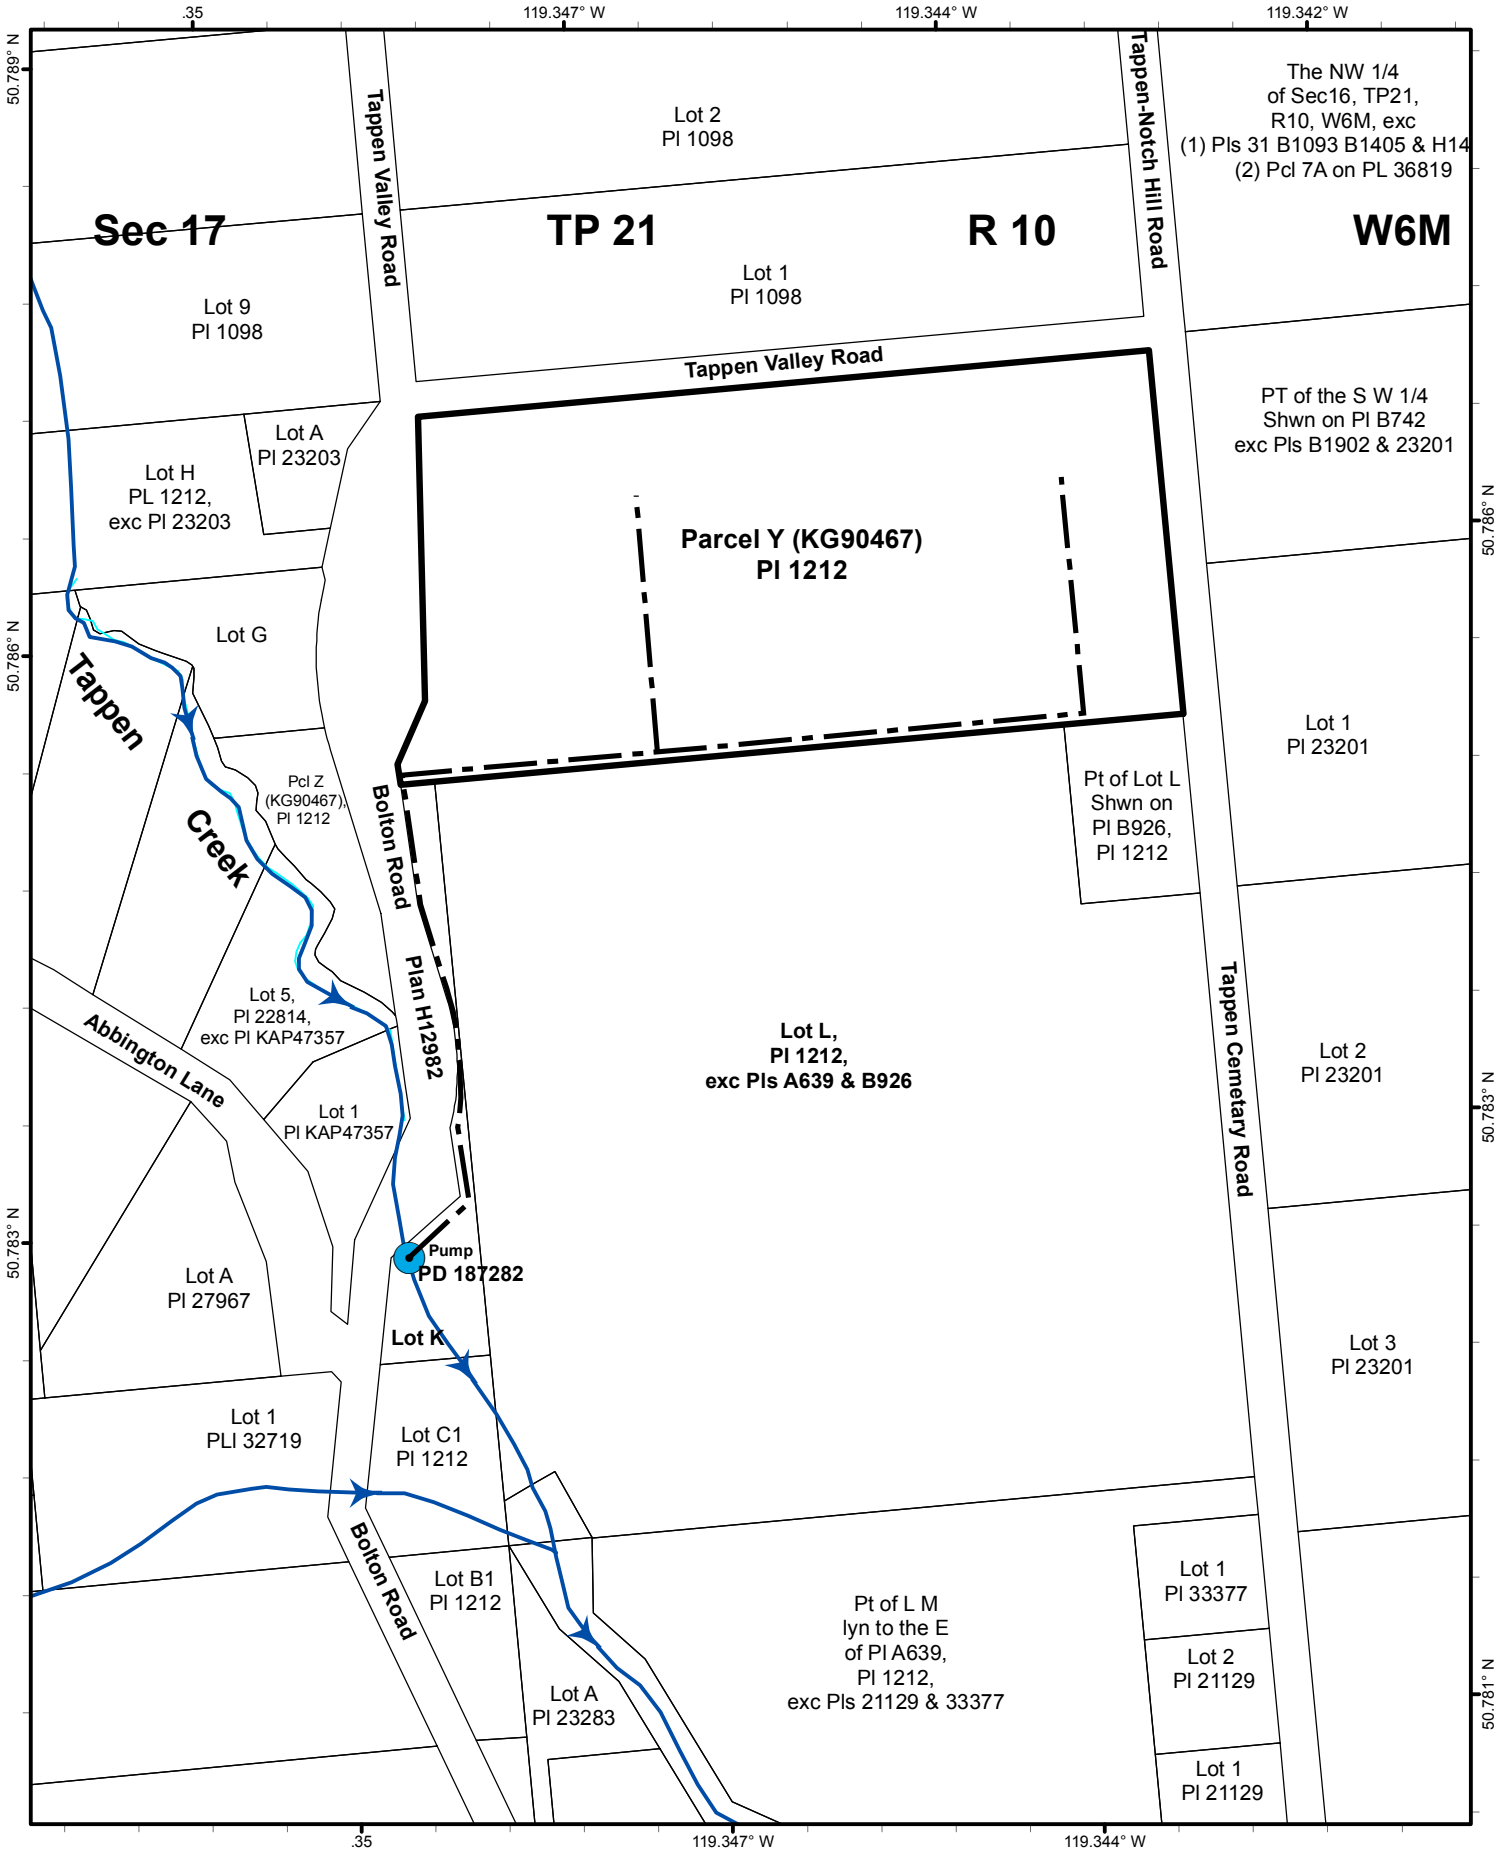 .35
119.347° W
119.344° W
119.342° W
50.789° N
Tappen Valley Road
Lot 2
Pl 1098
Tappen-Notch Hill Road
The NW 1/4
of Sec16, TP21,
R10, W6M, exc
(1) Pls 31 B1093 B1405 & H14
(2) Pcl 7A on PL 36819
Sec 17
TP 21
R 10
W6M
Lot 1
Pl 1098
Lot 9
Pl 1098
Tappen Valley Road
PT of the S W 1/4
Shwn on Pl B742
exc Pls B1902 & 23201
Lot A
Pl 23203
Lot H
PL 1212,
exc Pl 23203
Parcel Y (KG90467)
Pl 1212
50.786° N
50.786° N
Lot G
Tappen
Creek
Lot 1
Pl 23201
Pcl Z
(KG90467),
Pl 1212
Bolton Road
Pt of Lot L
Shwn on
Pl B926,
Pl 1212
Plan H12982
Tappen Cemetary Road
Lot 5,
Pl 22814,
exc Pl KAP47357
Abbington Lane
Lot L,
Pl 1212,
exc Pls A639 & B926
Lot 2
Pl 23201
Lot 1
Pl KAP47357
50.783° N
50.783° N
Pump
PD 187282
Lot A
Pl 27967
Lot K
Lot 3
Pl 23201
Lot 1
PLI 32719
Lot C1
Pl 1212
Bolton Road
Lot B1
Pl 1212
Lot 1
Pl 33377
Pt of L M
lyn to the E
of Pl A639,
Pl 1212,
exc Pls 21129 & 33377
Lot 2
Pl 21129
Lot A
Pl 23283
50.781° N
Lot 1
Pl 21129
.35
119.347° W
119.344° W